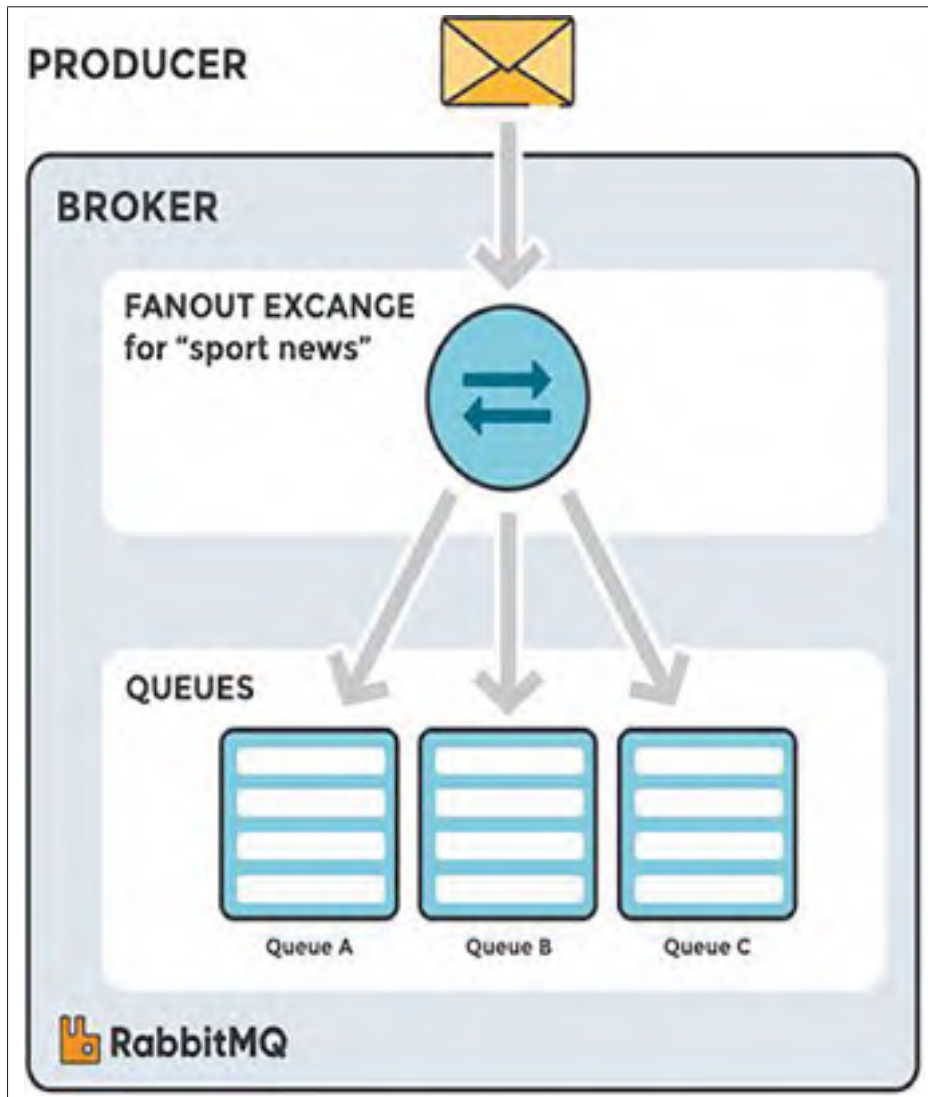 PRODUCER
BROKER
FANOUT EXCANGE
for “sport news”
QUEUES
Queue A
Queue B
Queue C
RabbitMQ